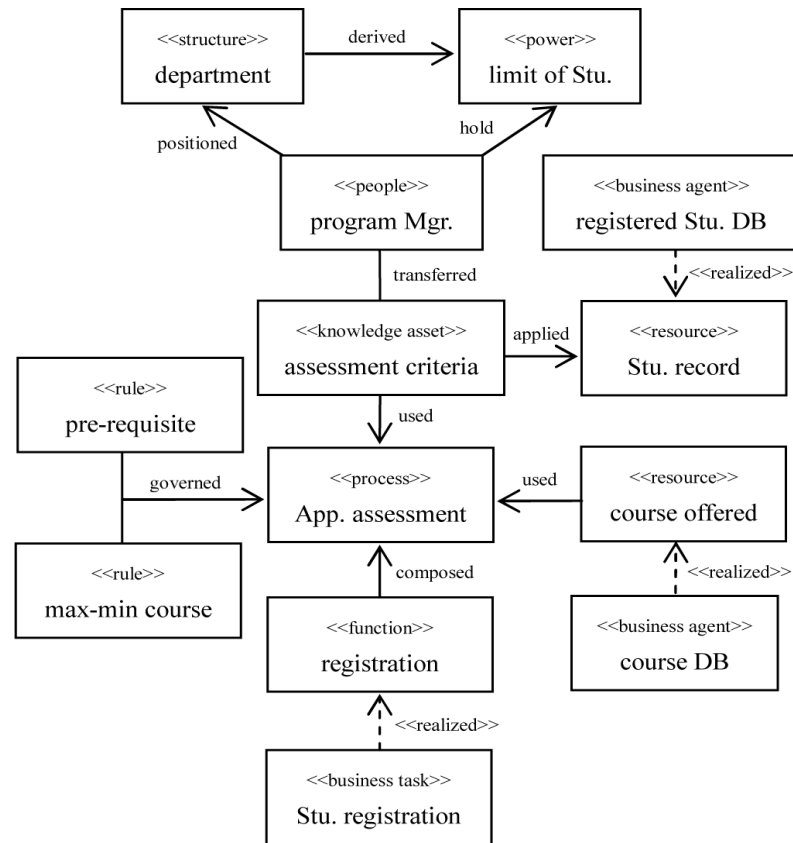 <<structure>>
department
derived
<<power>>
limit of Stu.
positioned
hold
<<people>>
program Mgr.
<<business agent>>
registered Stu. DB
transferred
<<realized>>
<<knowledge asset>>
assessment criteria
applied
<<resource>>
Stu. record
<<rule>>
pre-requisite
used
governed
<<process>>
App. assessment
used
<<resource>>
course offered
<<rule>>
max-min course
composed
<<realized>>
<<function>>
registration
<<business agent>>
course DB
<<realized>>
<<business task>>
Stu. registration